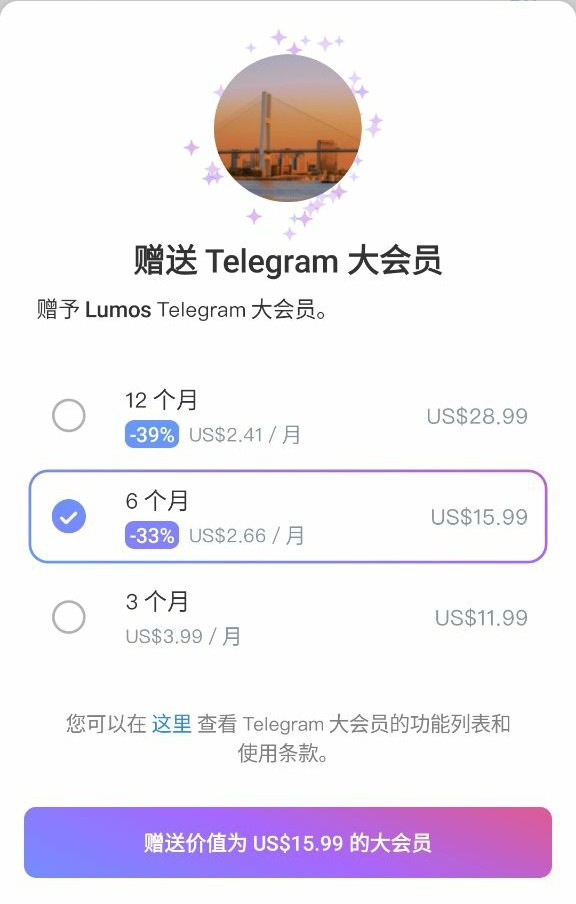 赠送 Telegram 大会员
赠予 Lumos Telegram 大会员。
12 个月
-39% US$2.41 / 月
US$28.99
6 个月
-33% US$2.66 / 月
US$15.99
3 个月
US$3.99 / 月
US$11.99
您可以在 这里 查看 Telegram 大会员的功能列表和
使用条款。
赠送价值为 US$15.99 的大会员